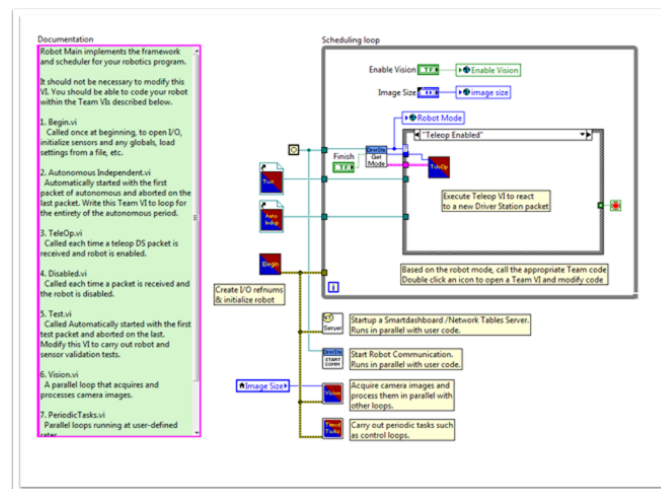 Documentation
Robot Main implements the framework
and scheduler for your robotics program.
It should not be necessary to modify this
VI. You should be able to code your robot
within the Team VIs described below.
1. Begin.vi
Called once at beginning, to open I/O,
initialize sensors and any globals, load
settings from a file, etc.
2. Autonomous Independent.vi
Automatically started with the first
packet of autonomous and aborted on the
last packet. Write this Team VI to loop for
the entirety of the autonomous period.
3. TeleOp.vi
Called each time a teleop DS packet is
received and robot is enabled.
4. Disabled.vi
Called each time a packet is received and
the robot is disabled.
5. Test.vi
Called Automatically started with the first
test packet and aborted on the last.
Modify this VI to carry out robot and
sensor validation tests.
6. Vision.vi
A parallel loop that acquires and
processes camera images.
7. PeriodicTasks.vi
Parallel loops running at user-defined
rates
Scheduling loop
Enable Vision
TF
Enable Vision
Image Size
image size
Robot Mode
"Teleop Enabled"
Finish
TF
Get
Mode
TeleOp
Test
Execute Teleop VI to react
to a new Driver Station packet
Auto
Indep
Begin
Based on the robot mode, call the appropriate Team code
Double click an icon to open a Team VI and modify code
i
Create I/O refnums
& initialize robot
Server
Startup a Smartdashboard /Network Tables Server.
Runs in parallel with user code.
START
COMM
Start Robot Communication.
Runs in parallel with user code.
Image Size
Vision
Acquire camera images and
process them in parallel with
other loops.
Timed
Tasks
Carry out periodic tasks such
as control loops.